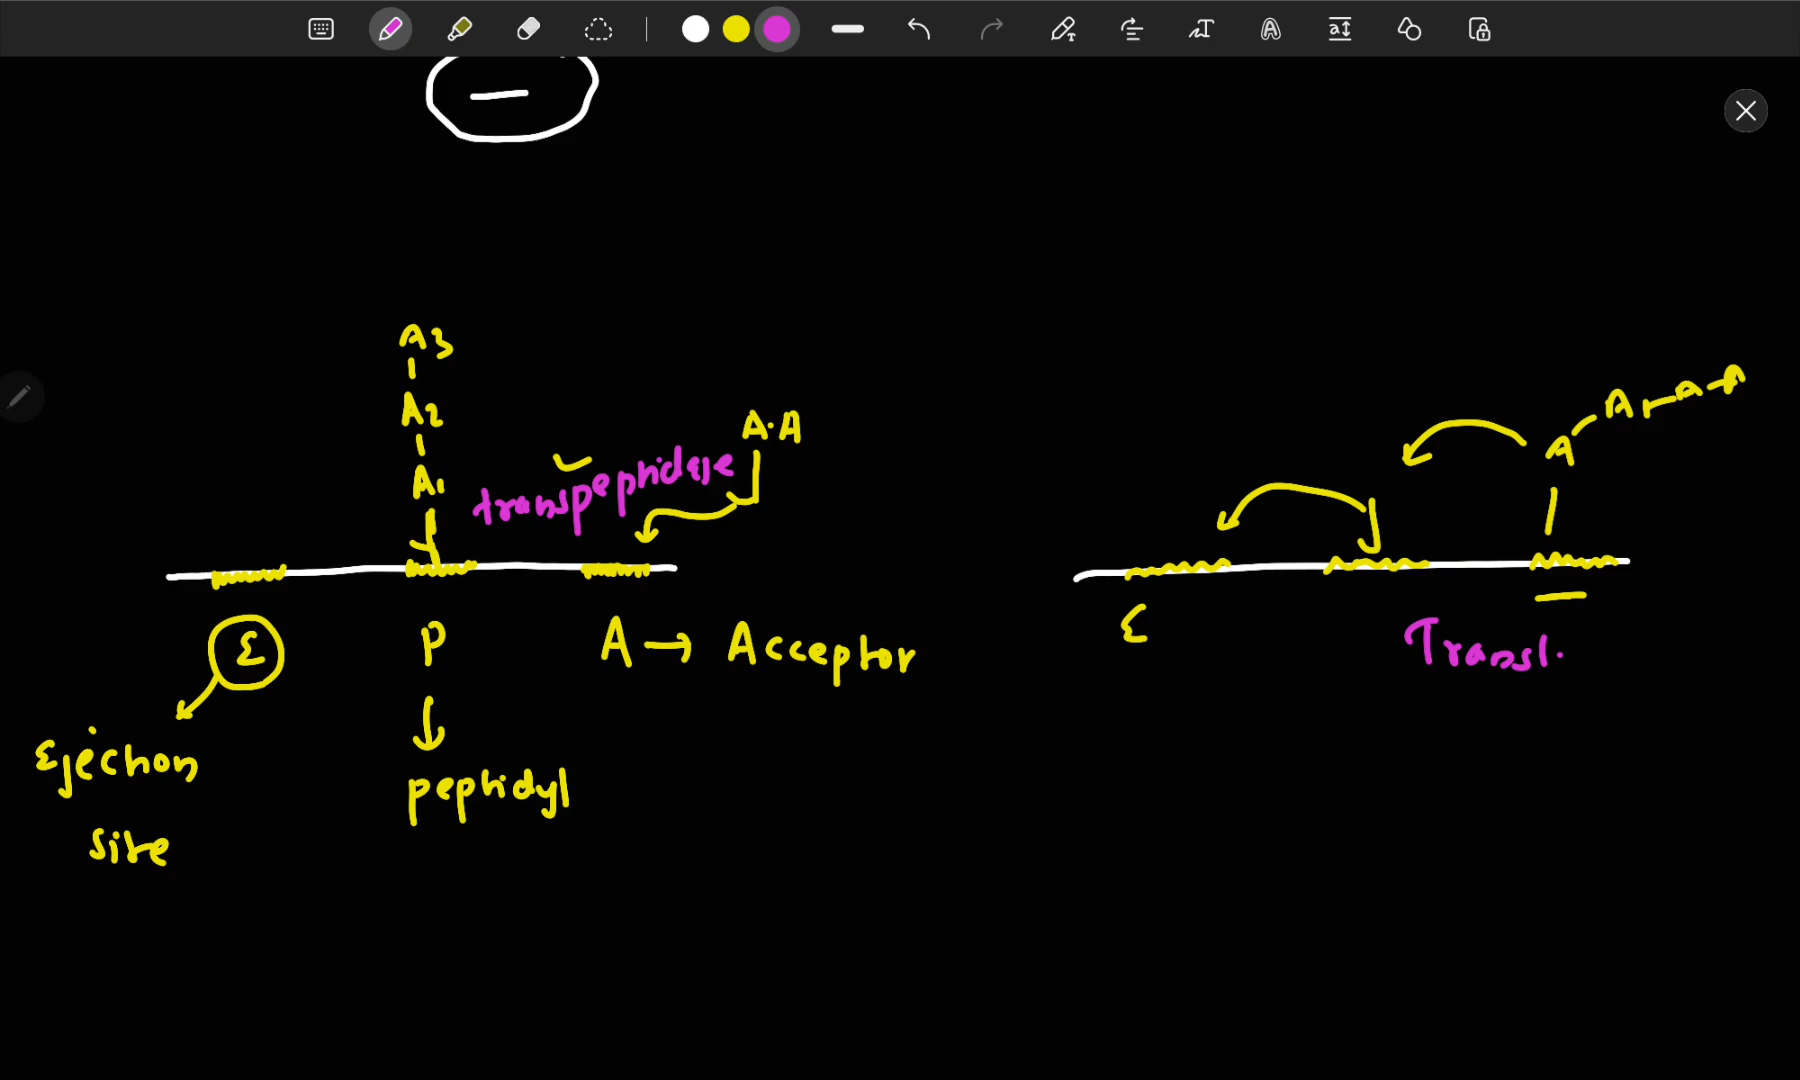 A3
A2
A1
transpeptidase
A.A
A
A
A
A
E
P
A → Acceptor
Ejection
site
peptidyl
E
Transl.